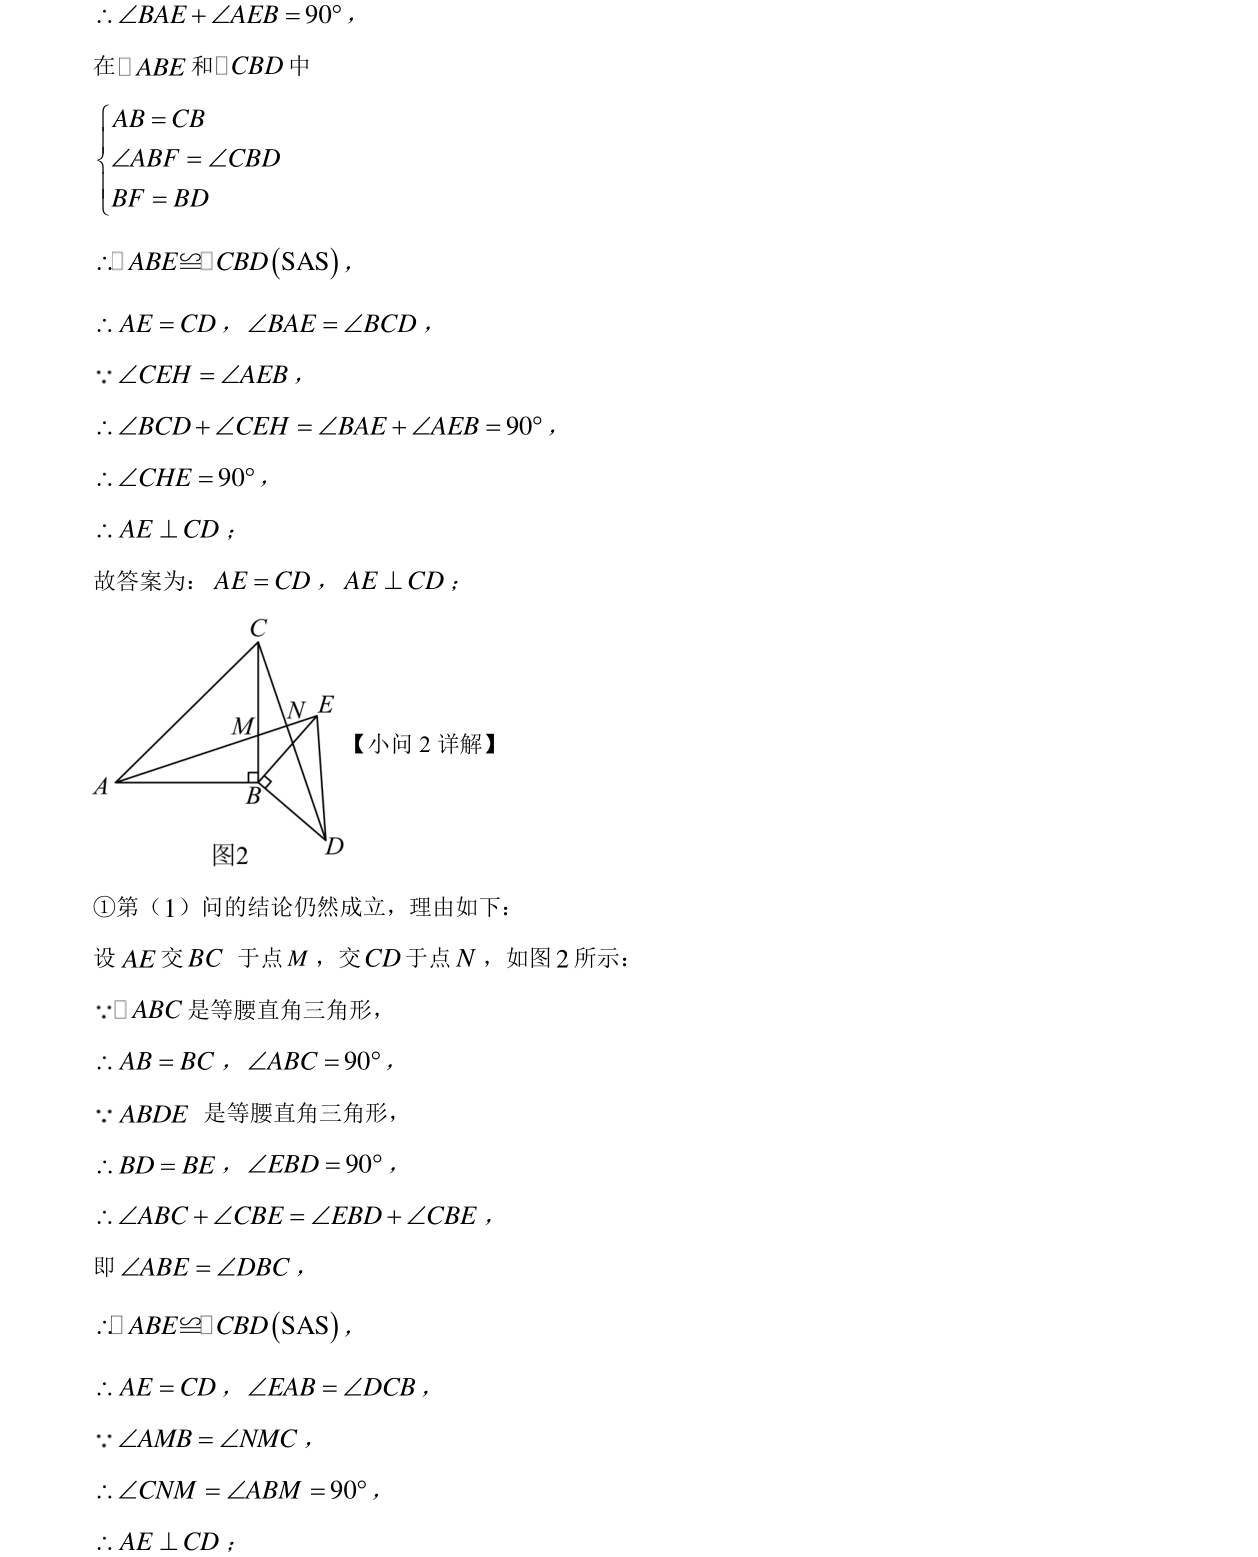 ∴∠BAE+∠AEB=90°，
在□ABE和□CBD中
AB=CB
∠ABF=∠CBD
BF=BD
∴□ABE≌□CBD(SAS)，
∴AE=CD，∠BAE=∠BCD，
∵∠CEH=∠AEB，
∴∠BCD+∠CEH=∠BAE+∠AEB=90°，
∴∠CHE=90°，
∴AE⊥CD；
故答案为：AE=CD，AE⊥CD；
C
N E
M
【小问 2 详解】
A
B
D
图2
①第（1）问的结论仍然成立，理由如下：
设AE交BC 于点M，交CD于点N，如图2所示：
∵□ABC是等腰直角三角形，
∴AB=BC，∠ABC=90°，
∵ABDE 是等腰直角三角形，
∴BD=BE，∠EBD=90°，
∴∠ABC+∠CBE=∠EBD+∠CBE，
即∠ABE=∠DBC，
∴□ABE≌□CBD(SAS)，
∴AE=CD，∠EAB=∠DCB，
∵∠AMB=∠NMC，
∴∠CNM=∠ABM=90°，
∴AE⊥CD；